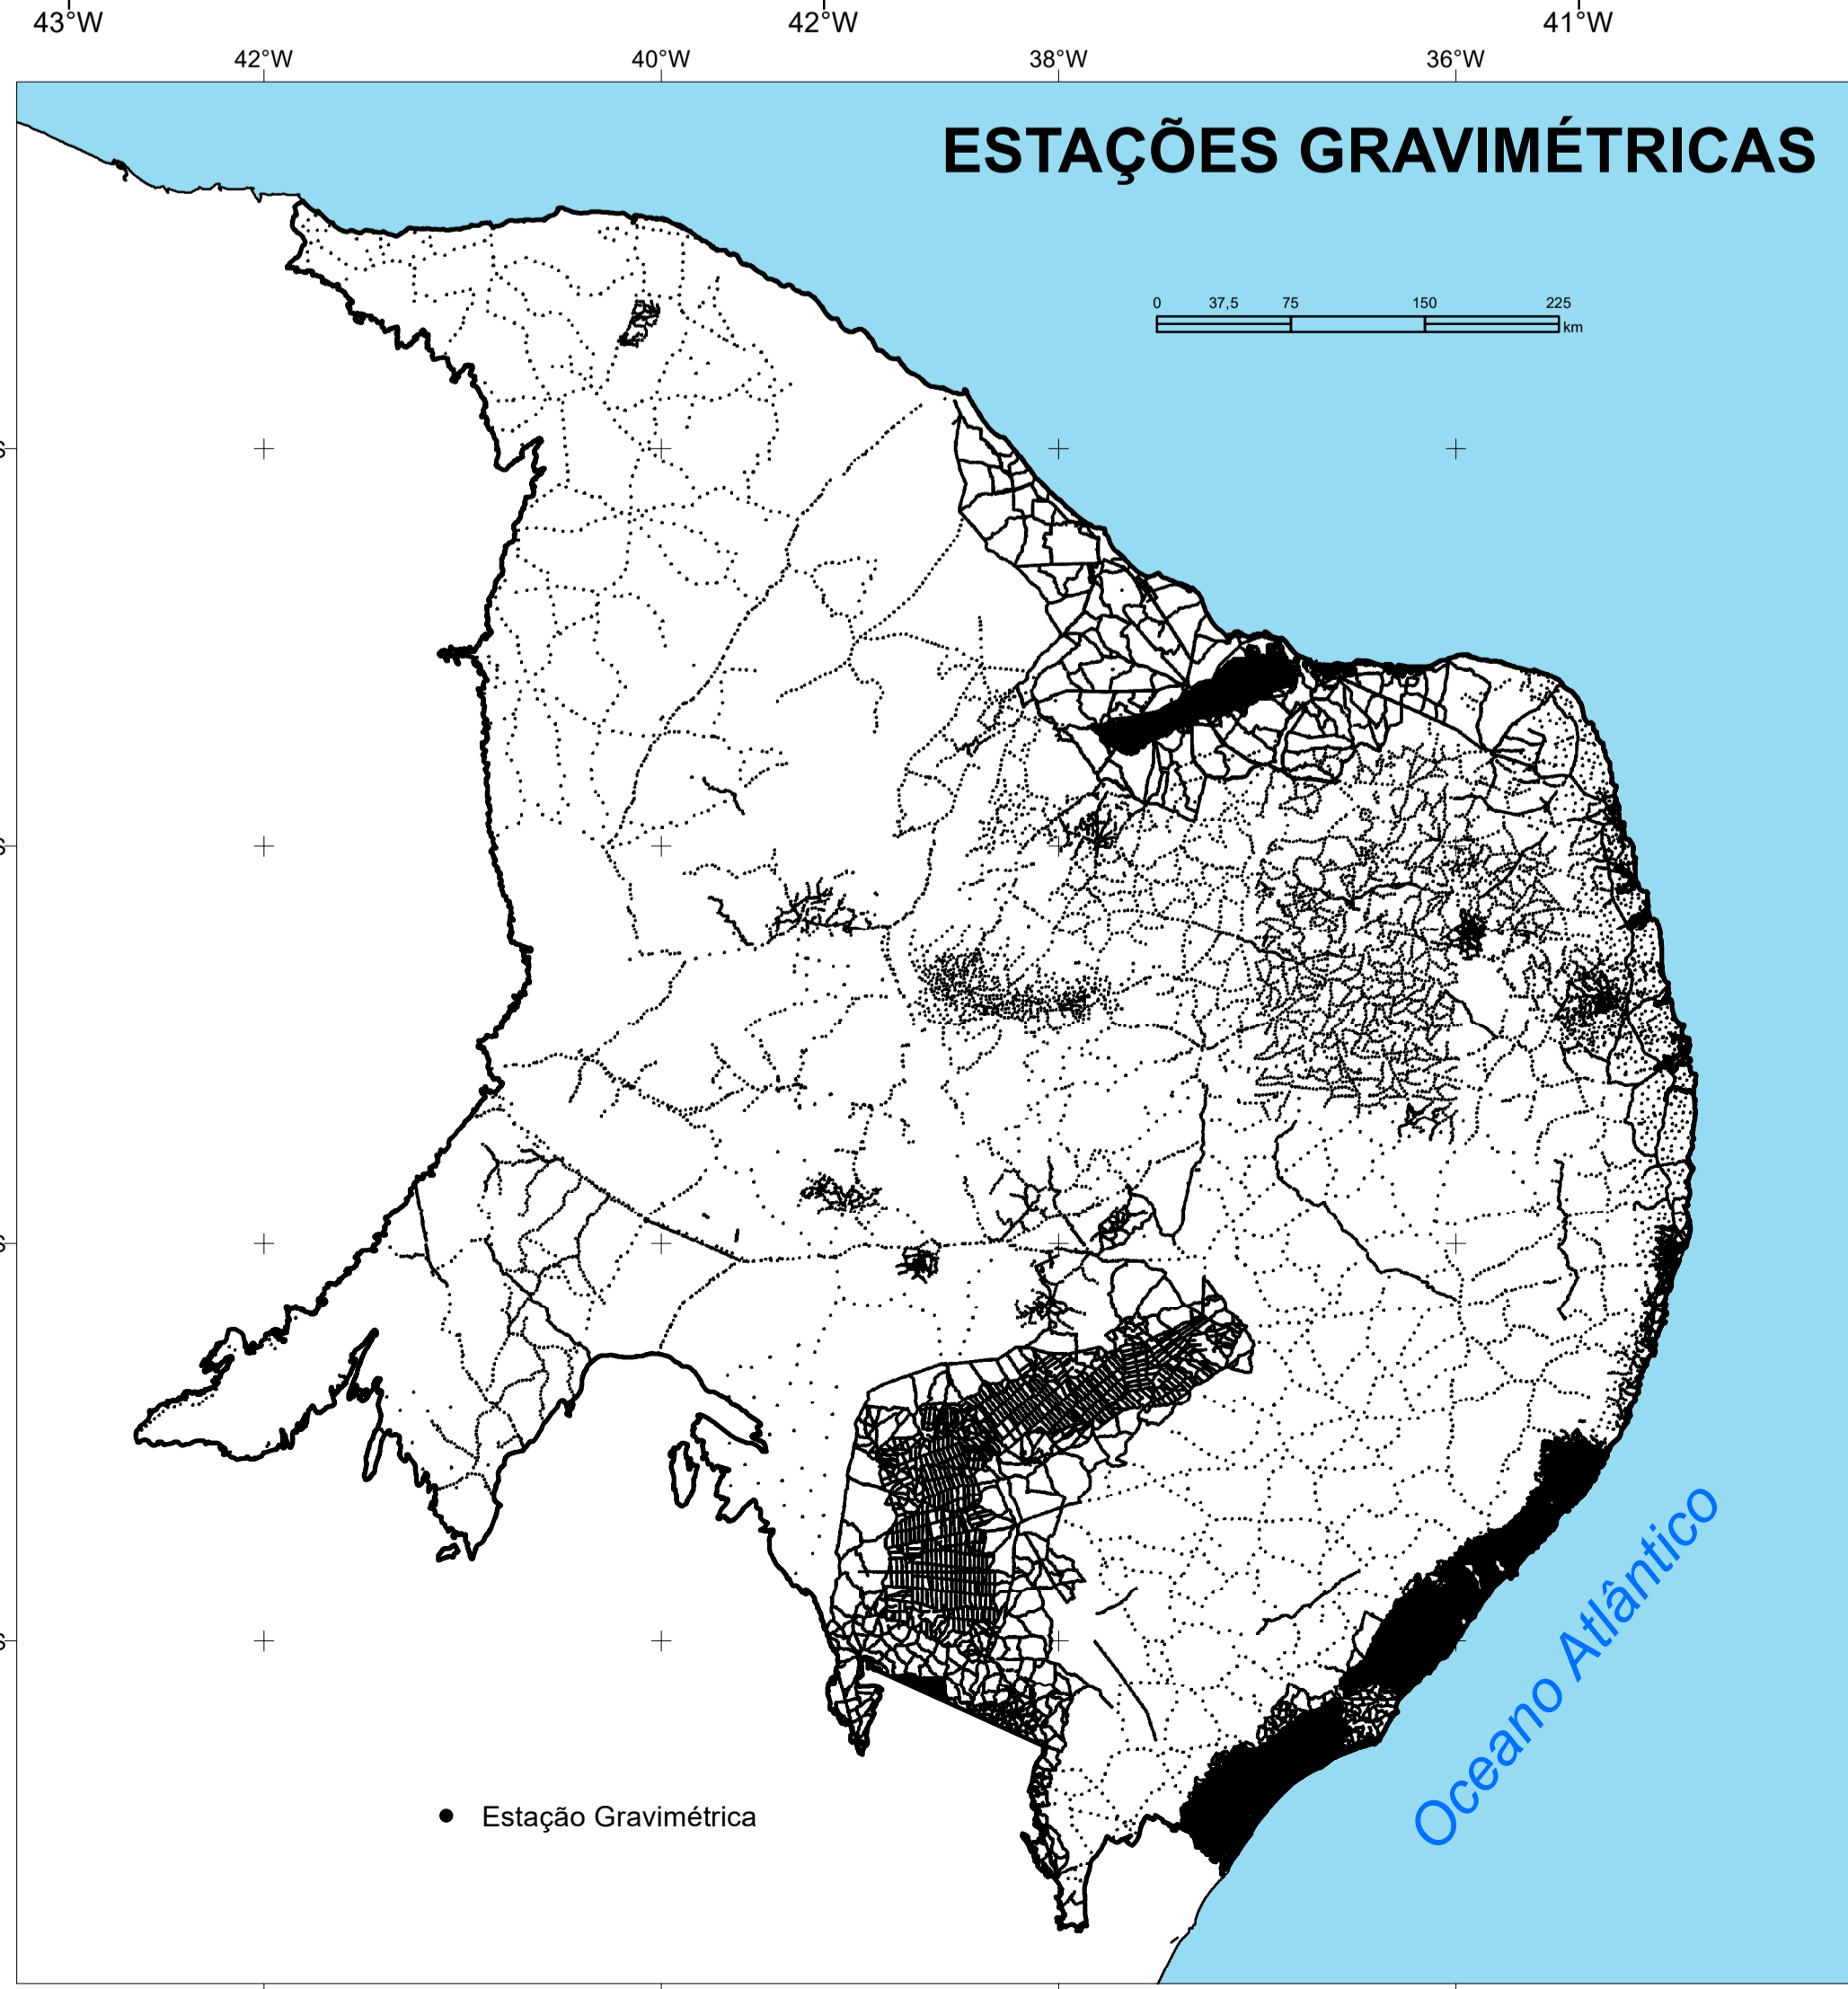 43°W 42°W 41°W
42°W 40°W 38°W 36°W
ESTAÇÕES GRAVIMÉTRICAS
0 37,5 75 150 225
km
S
S
S
S
Oceano Atlântico
Estação Gravimétrica